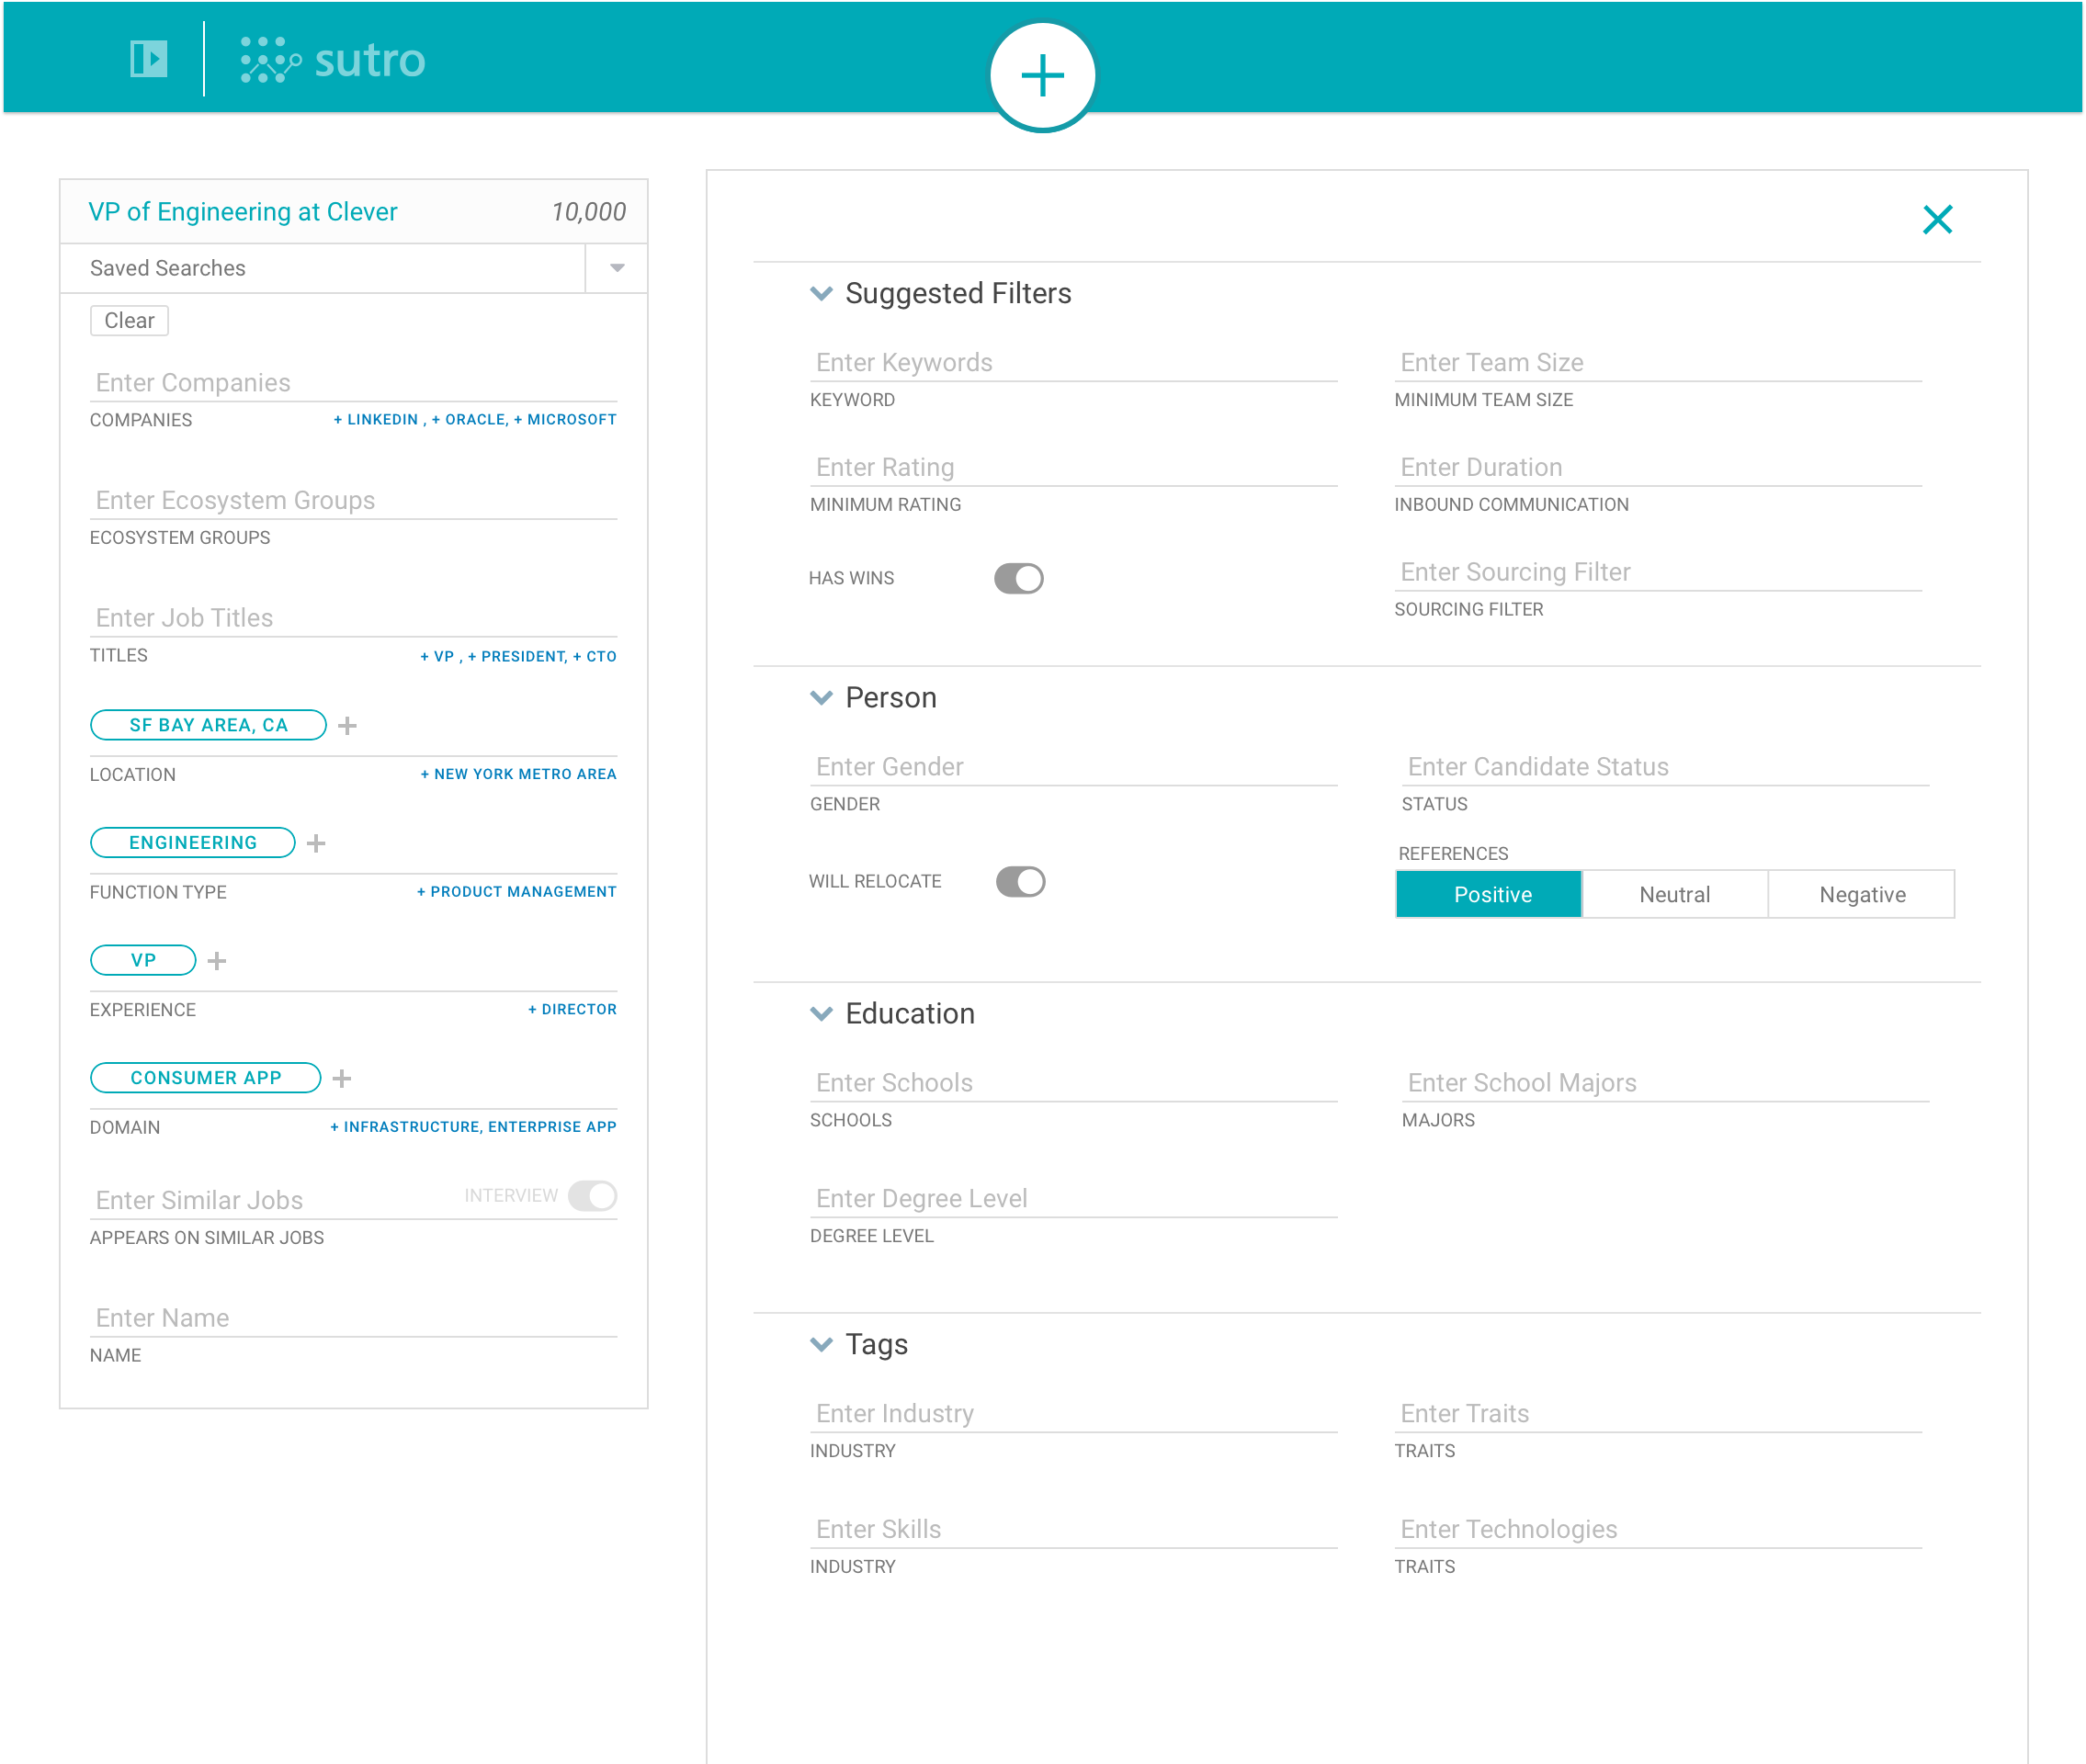 sutro
VP of Engineering at Clever 10,000
Saved Searches
Clear
Enter Companies
COMPANIES + LINKEDIN , + ORACLE, + MICROSOFT
Enter Ecosystem Groups
ECOSYSTEM GROUPS
Enter Job Titles
TITLES + VP , + PRESIDENT, + CTO
SF BAY AREA, CA +
LOCATION + NEW YORK METRO AREA
ENGINEERING +
FUNCTION TYPE + PRODUCT MANAGEMENT
VP +
EXPERIENCE + DIRECTOR
CONSUMER APP +
DOMAIN + INFRASTRUCTURE, ENTERPRISE APP
Enter Similar Jobs INTERVIEW
APPEARS ON SIMILAR JOBS
Enter Name
NAME
Suggested Filters
Enter Keywords Enter Team Size
KEYWORD MINIMUM TEAM SIZE
Enter Rating Enter Duration
MINIMUM RATING INBOUND COMMUNICATION
HAS WINS Enter Sourcing Filter
SOURCING FILTER
Person
Enter Gender Enter Candidate Status
GENDER STATUS
REFERENCES
WILL RELOCATE Positive Neutral Negative
Education
Enter Schools Enter School Majors
SCHOOLS MAJORS
Enter Degree Level
DEGREE LEVEL
Tags
Enter Industry Enter Traits
INDUSTRY TRAITS
Enter Skills Enter Technologies
INDUSTRY TRAITS